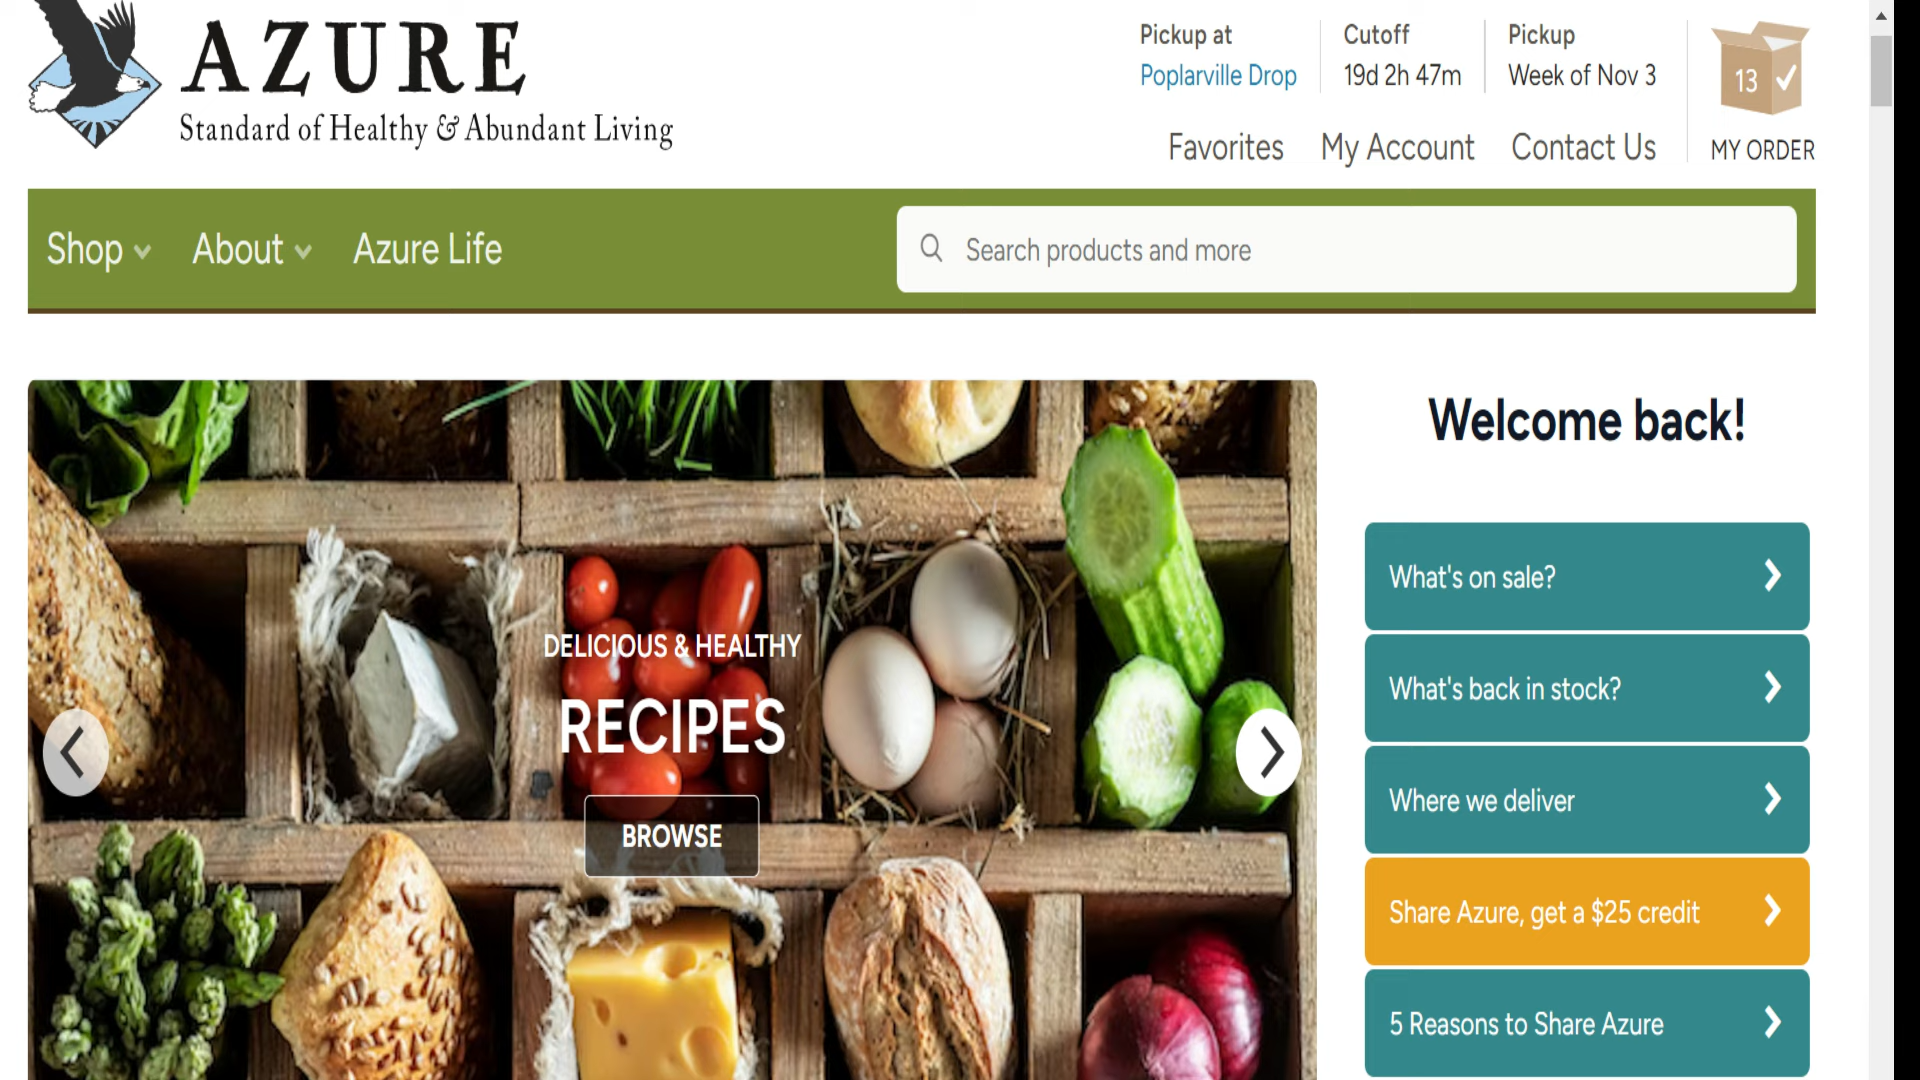 AZURE
Standard of Healthy & Abundant Living
Pickup at
Poplarville Drop
Cutoff
19d 2h 47m
Pickup
Week of Nov 3
13
MY ORDER
Favorites
My Account
Contact Us
Shop
About
Azure Life
Search products and more
DELICIOUS & HEALTHY
RECIPES
BROWSE
Welcome back!
What's on sale?
What's back in stock?
Where we deliver
Share Azure, get a $25 credit
5 Reasons to Share Azure